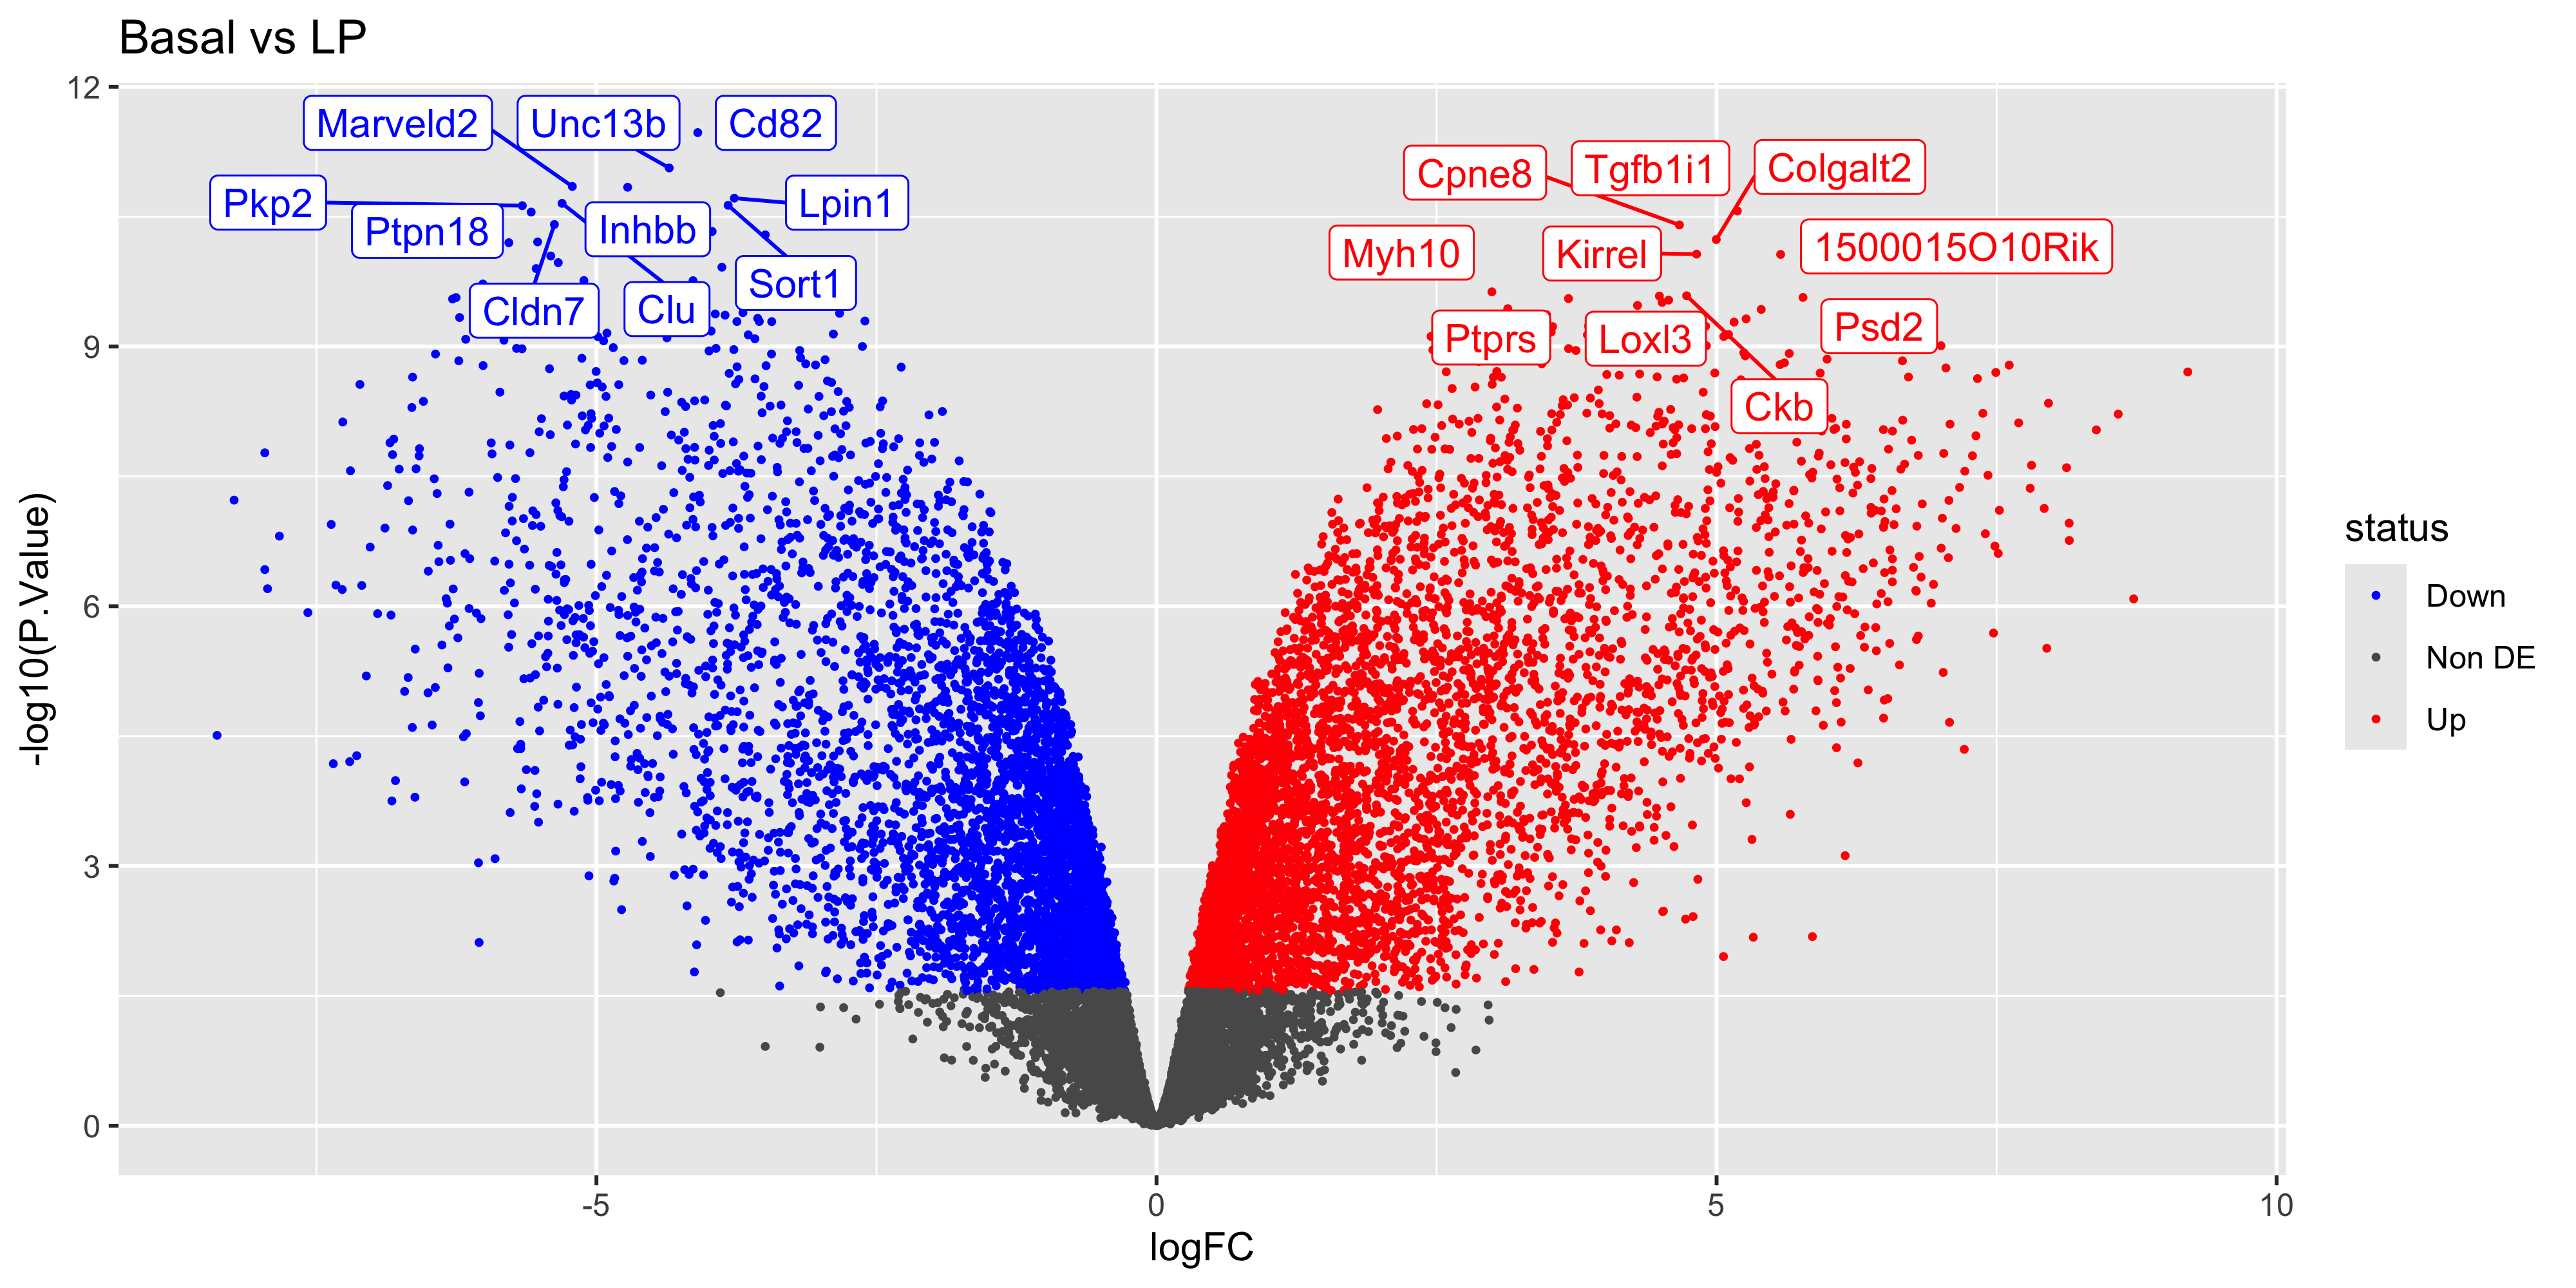 Basal vs LP
12
9
6
3
0
-log10(P.Value)
Marveld2
Unc13b
Cd82
Pkp2
Ptpn18
Inhbb
Lpin1
Sort1
Cldn7
Clu
Cpne8
Tgfb1i1
Colgalt2
Myh10
Kirrel
1500015O10Rik
Ptprs
Loxl3
Psd2
Ckb
-5
0
5
10
logFC
status
Down
Non DE
Up